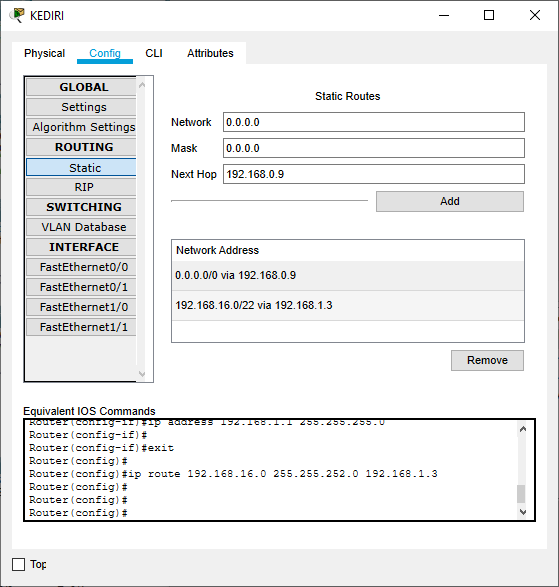 KEDIRI
Physical Config CLI Attributes
GLOBAL
Settings
Algorithm Settings
ROUTING
Static
RIP
SWITCHING
VLAN Database
INTERFACE
FastEthernet0/0
FastEthernet0/1
FastEthernet1/0
FastEthernet1/1
Static Routes
Network 0.0.0.0
Mask 0.0.0.0
Next Hop 192.168.0.9
Add
Network Address
0.0.0.0/0 via 192.168.0.9
192.168.16.0/22 via 192.168.1.3
Remove
Equivalent IOS Commands
Router(config-if)#ip address 192.168.1.1 255.255.255.0
Router(config-if)#
Router(config-if)#exit
Router(config)#
Router(config)#ip route 192.168.16.0 255.255.252.0 192.168.1.3
Router(config)#
Router(config)#
Router(config)#
Top